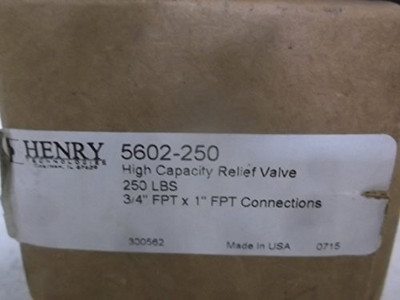 HENRY
TECHNOLOGIES
5602-250
High Capacity Relief Valve
250 LBS
3/4" FPT x 1" FPT Connections
300562 Made In USA 0715